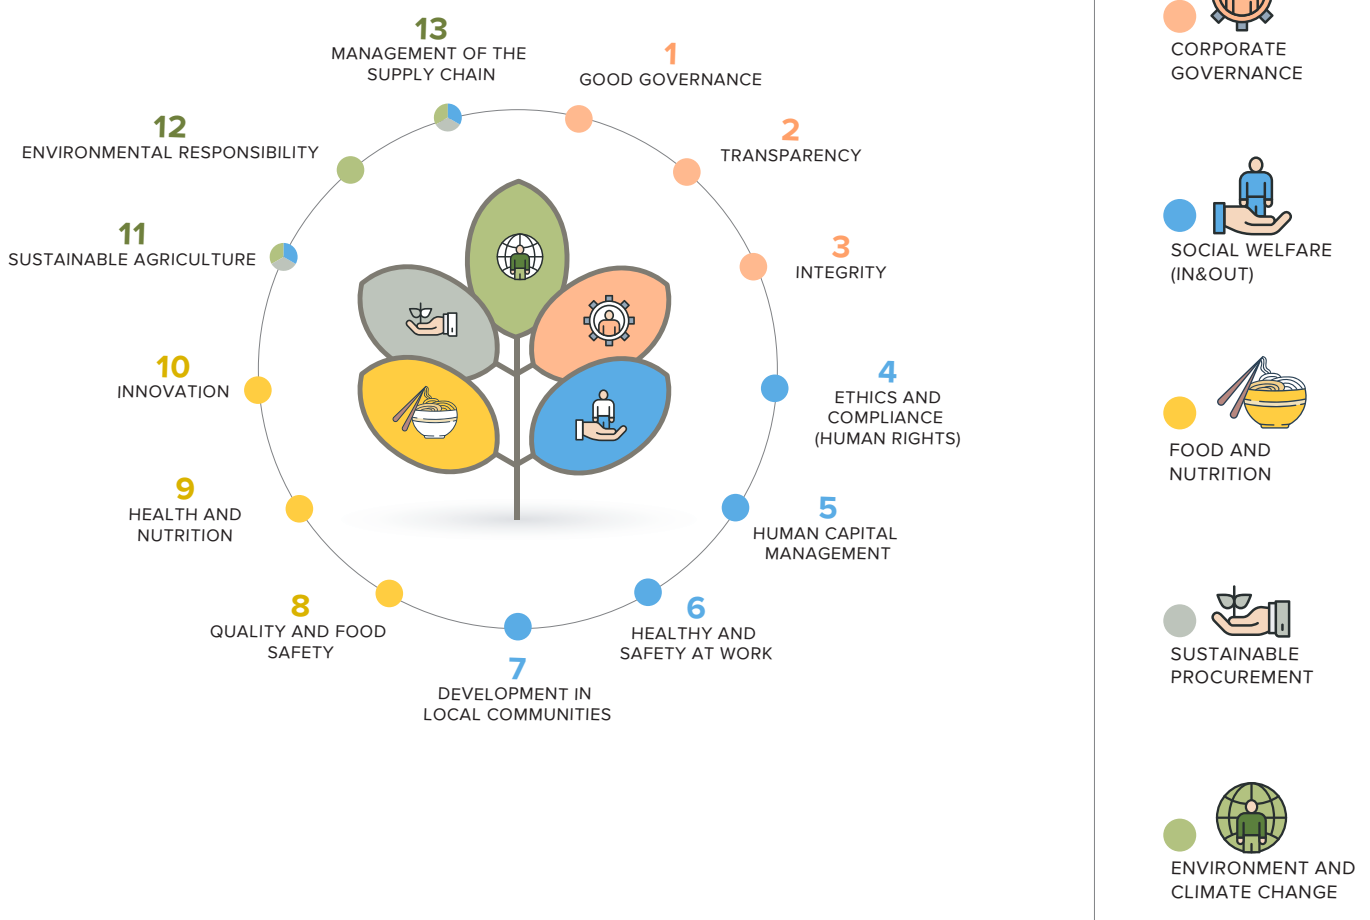 13
MANAGEMENT OF THE
SUPPLY CHAIN
1
GOOD GOVERNANCE
2
TRANSPARENCY
3
INTEGRITY
4
ETHICS AND
COMPLIANCE
(HUMAN RIGHTS)
5
HUMAN CAPITAL
MANAGEMENT
6
HEALTHY AND
SAFETY AT WORK
7
DEVELOPMENT IN
LOCAL COMMUNITIES
8
QUALITY AND FOOD
SAFETY
9
HEALTH AND
NUTRITION
10
INNOVATION
11
SUSTAINABLE AGRICULTURE
12
ENVIRONMENTAL RESPONSIBILITY
CORPORATE
GOVERNANCE
SOCIAL WELFARE
(IN&OUT)
FOOD AND
NUTRITION
SUSTAINABLE
PROCUREMENT
ENVIRONMENT AND
CLIMATE CHANGE